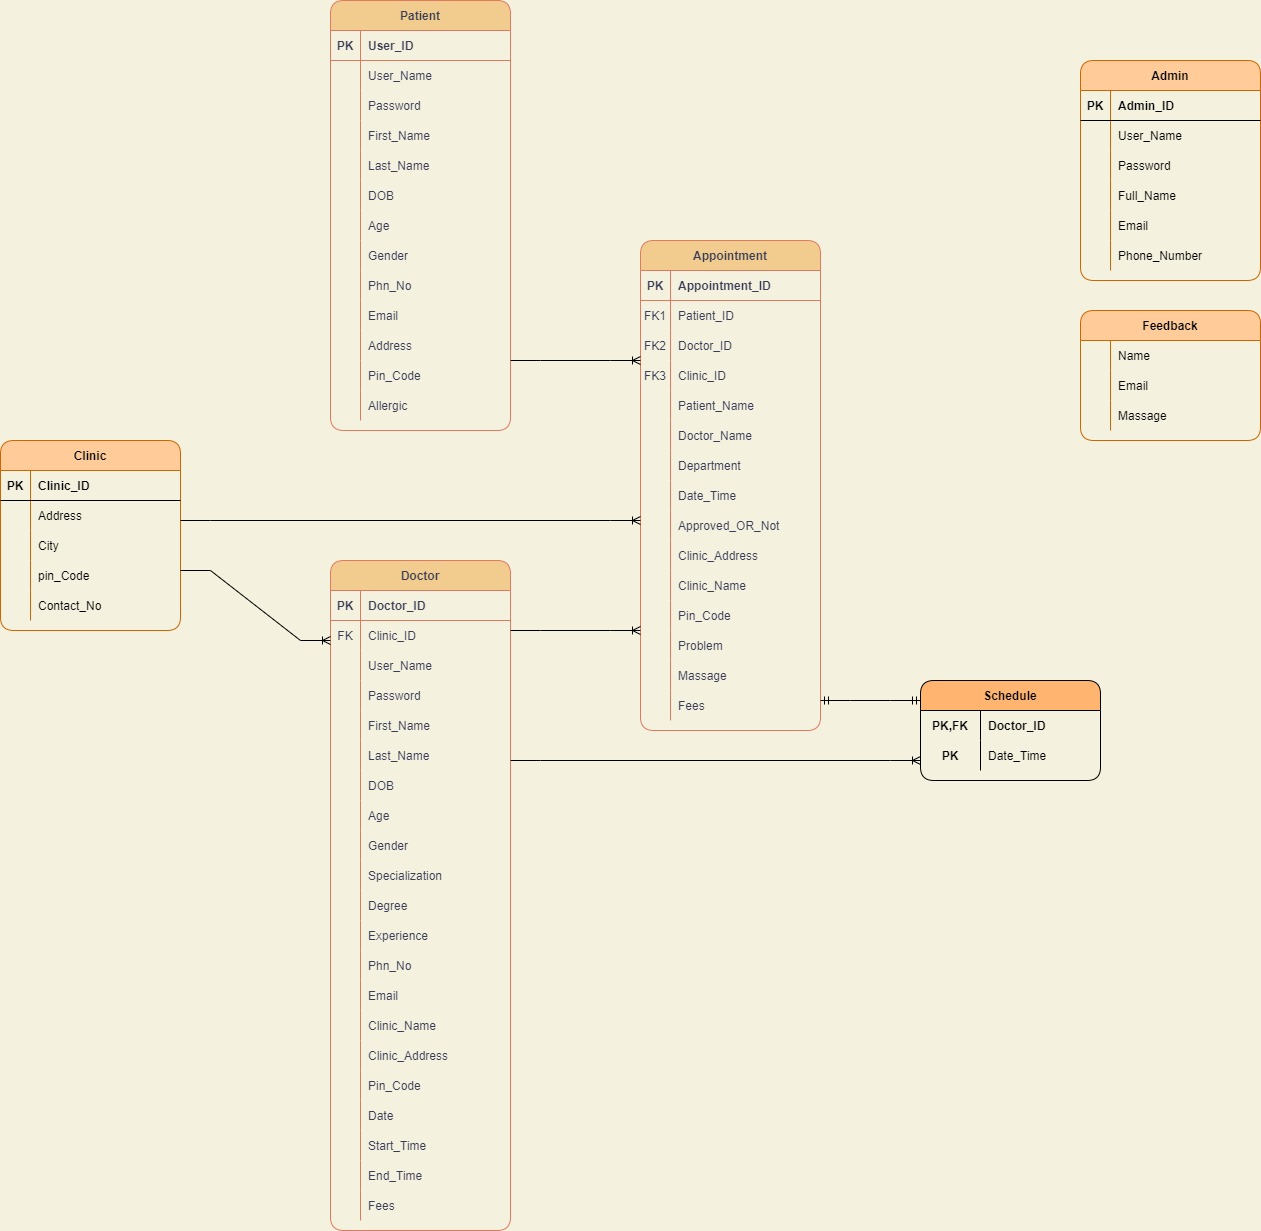 Patient
PK User_ID
User_Name
Password
First_Name
Last_Name
DOB
Age
Gender
Phn_No
Email
Address
Pin_Code
Allergic
Admin
PK Admin_ID
User_Name
Password
Full_Name
Email
Phone_Number
Appointment
PK Appointment_ID
FK1 Patient_ID
FK2 Doctor_ID
FK3 Clinic_ID
Patient_Name
Doctor_Name
Department
Date_Time
Approved_OR_Not
Clinic_Address
Clinic_Name
Pin_Code
Problem
Massage
Fees
Feedback
Name
Email
Massage
Clinic
PK Clinic_ID
Address
City
pin_Code
Contact_No
Doctor
PK Doctor_ID
FK Clinic_ID
User_Name
Password
First_Name
Last_Name
DOB
Age
Gender
Specialization
Degree
Experience
Phn_No
Email
Clinic_Name
Clinic_Address
Pin_Code
Date
Start_Time
End_Time
Fees
Schedule
PK,FK Doctor_ID
PK Date_Time